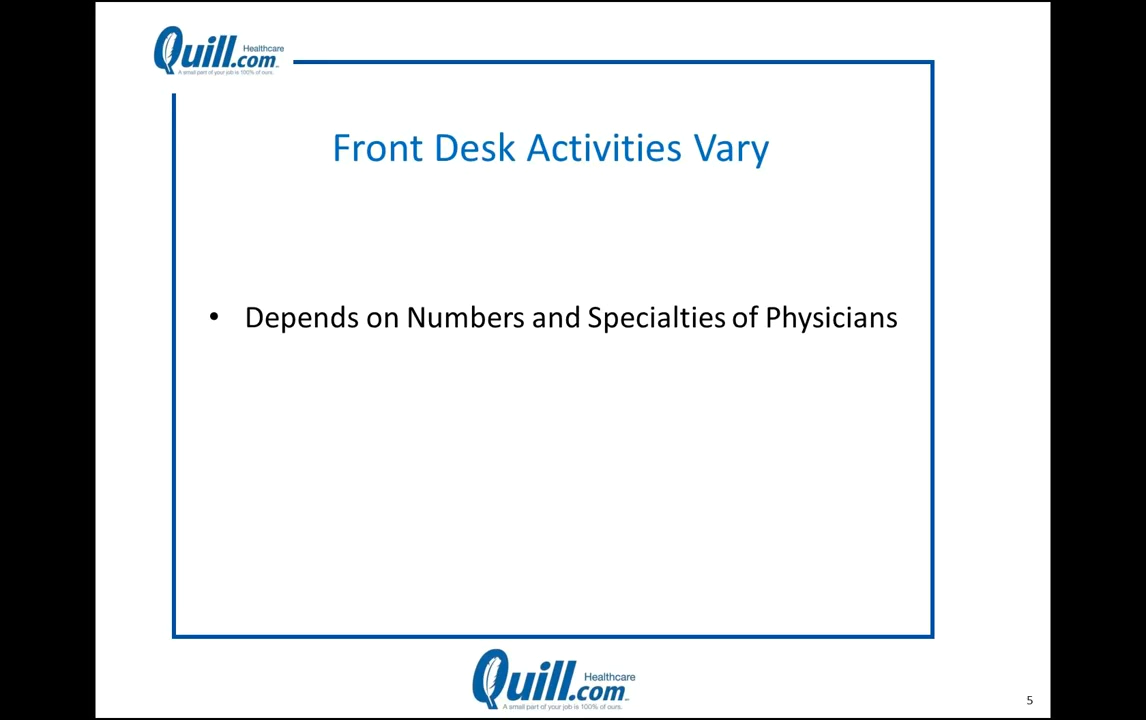 Quill.com Healthcare
A small part of your job is 100% of ours.
Front Desk Activities Vary
• Depends on Numbers and Specialties of Physicians
Quill.com Healthcare
A small part of your job is 100% of ours.
5